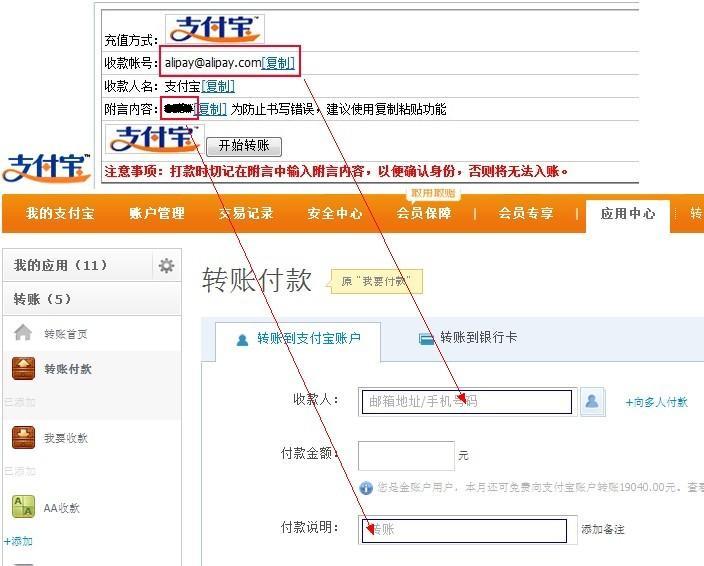 充值方式： 支付宝™
收款帐号： alipay@alipay.com[复制]
收款人名： 支付宝[复制]
附言内容： [复制] 为防止书写错误，建议使用复制粘贴功能
支付宝™ 开始转账
支付宝™
注意事项：打款时切记在附言中输入附言内容，以便确认身份，否则将无法入账。
敢用敢赔
我的支付宝 账户管理 交易记录 安全中心 会员保障 | 会员专享 | 应用中心 转
我的应用（11）
转账（5）
转账付款 原“我要付款”
转账首页
转账到支付宝账户 转账到银行卡
转账付款
已添加
收款人： 邮箱地址/手机号码 +向多人付款
我要收款
付款金额： 元
已添加
您是金账户用户，本月还可免费向支付宝账户转账19040.00元。查看
AA收款
付款说明： 转账 添加备注
+添加